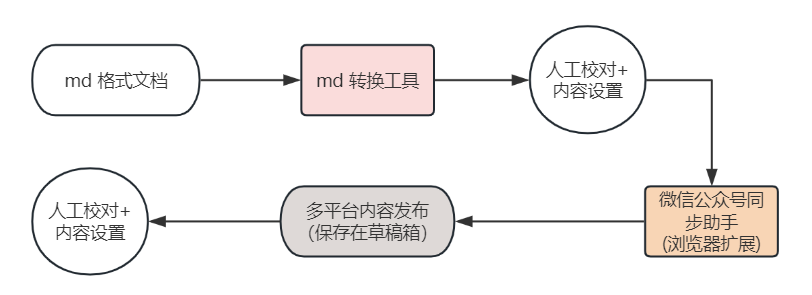 md 格式文档
md 转换工具
人工校对+
内容设置
微信公众号同
步助手
(浏览器扩展)
多平台内容发布
（保存在草稿箱）
人工校对+
内容设置